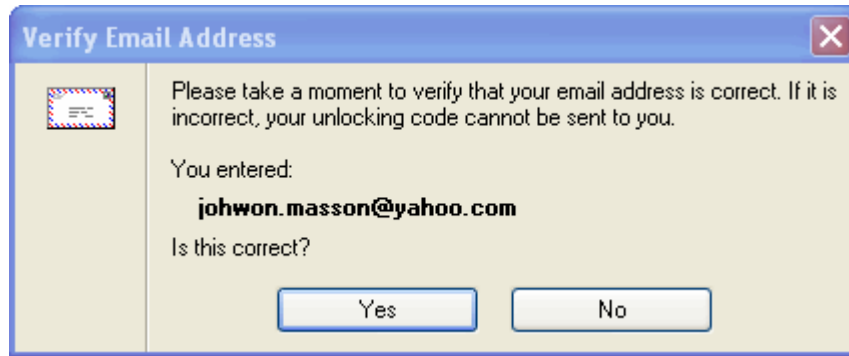 Verify Email Address
Please take a moment to verify that your email address is correct. If it is
incorrect, your unlocking code cannot be sent to you.
You entered:
johwon.masson@yahoo.com
Is this correct?
Yes No